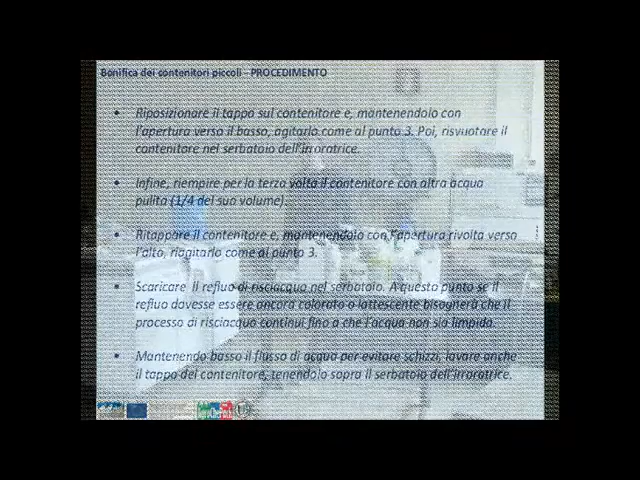 Bonifica dei contenitori piccoli - PROCEDIMENTO
• Riposizionare il tappo sul contenitore e, mantenendolo con
l'apertura verso il basso, agitarlo come al punto 3. Poi, risvuotare il
contenitore nel serbatoio dell'irroratrice.
• Infine, riempire per la terza volta il contenitore con altra acqua
pulita (1/4 del suo volume).
• Ritappare il contenitore e, mantenendolo con l'apertura rivolta verso
l'alto, riagitarlo come al punto 3.
• Scaricare il refluo di risciacquo nel serbatoio. A questo punto se il
refluo dovesse essere ancora colorato o lattescente bisognerà che il
processo di risciacquo continui fino a che l'acqua non sia limpida.
• Mantenendo basso il flusso di acqua per evitare schizzi, lavare anche
il tappo del contenitore, tenendolo sopra il serbatoio dell'irroratrice.